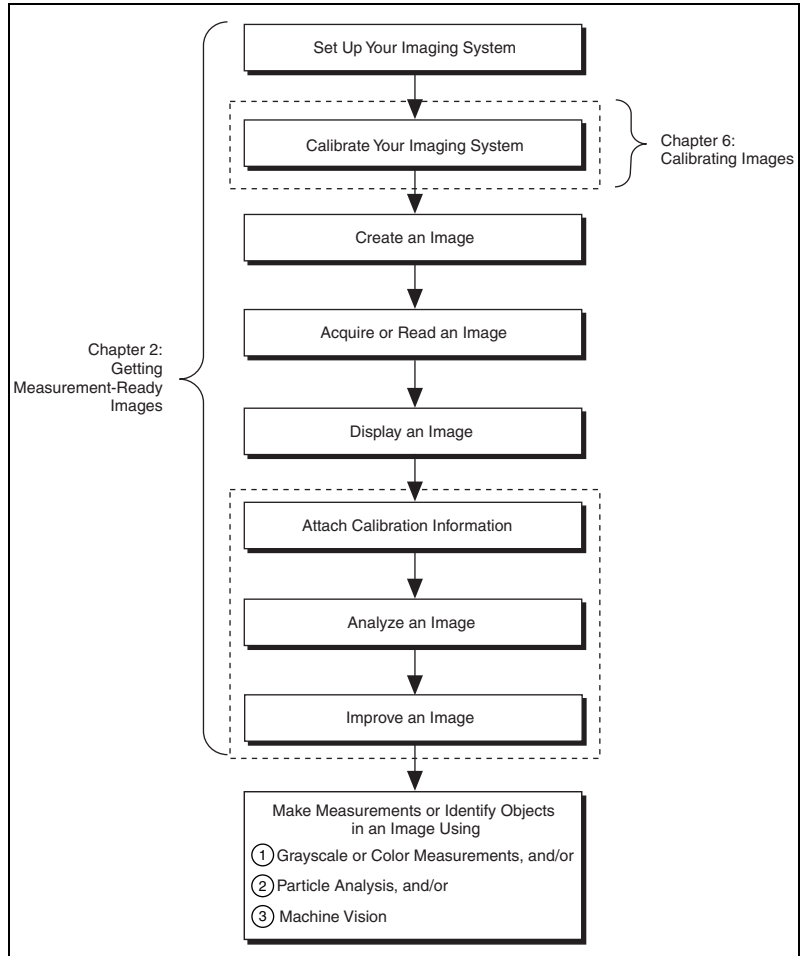 Set Up Your Imaging System
Calibrate Your Imaging System
Chapter 6:
Calibrating Images
Create an Image
Acquire or Read an Image
Chapter 2:
Getting
Measurement-Ready
Images
Display an Image
Attach Calibration Information
Analyze an Image
Improve an Image
Make Measurements or Identify Objects
in an Image Using
1 Grayscale or Color Measurements, and/or
2 Particle Analysis, and/or
3 Machine Vision